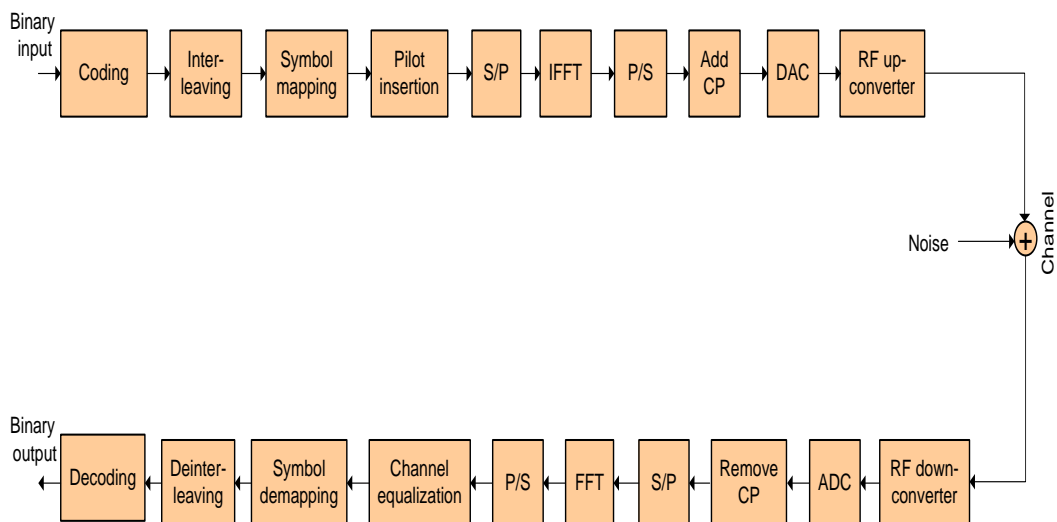 Binary
input
Coding
Inter-
leaving
Symbol
mapping
Pilot
insertion
S/P
IFFT
P/S
Add
CP
DAC
RF up-
converter
Noise
+
Channel
Binary
output
Decoding
Deinter-
leaving
Symbol
demapping
Channel
equalization
P/S
FFT
S/P
Remove
CP
ADC
RF down-
converter